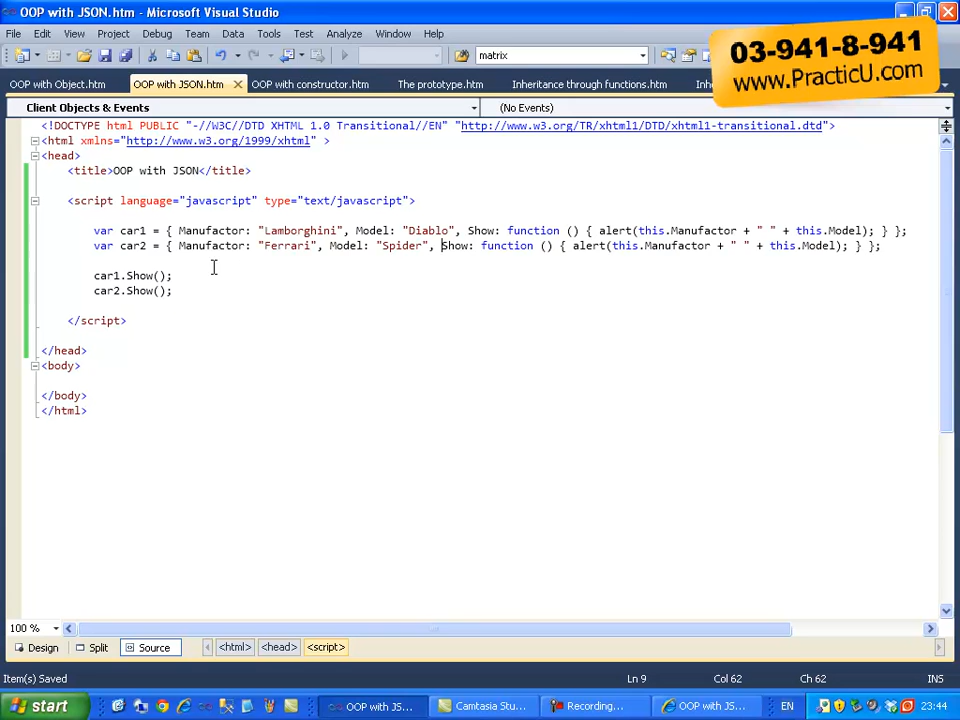 OOP with JSON.htm - Microsoft Visual Studio
03-941-8-941
www.PracticU.com
File Edit View Project Debug Team Data Tools Test Analyze Window Help
matrix
OOP with Object.htm OOP with JSON.htm OOP with constructor.htm The prototype.htm Inheritance through functions.htm Inhe
Client Objects & Events (No Events)
<!DOCTYPE html PUBLIC "-//W3C//DTD XHTML 1.0 Transitional//EN" "http://www.w3.org/TR/xhtml1/DTD/xhtml1-transitional.dtd">
<html xmlns="http://www.w3.org/1999/xhtml" >
<head>
<title>OOP with JSON</title>
<script language="javascript" type="text/javascript">
var car1 = { Manufactor: "Lamborghini", Model: "Diablo", Show: function () { alert(this.Manufactor + " " + this.Model); } };
var car2 = { Manufactor: "Ferrari", Model: "Spider", Show: function () { alert(this.Manufactor + " " + this.Model); } };
car1.Show();
car2.Show();
</script>
</head>
<body>
</body>
</html>
100 %
Design Split Source <html> <head> <script>
Item(s) Saved Ln 9 Col 62 Ch 62 INS
start OOP with JS... Camtasia Stu... Recording... OOP with JS... EN 23:44